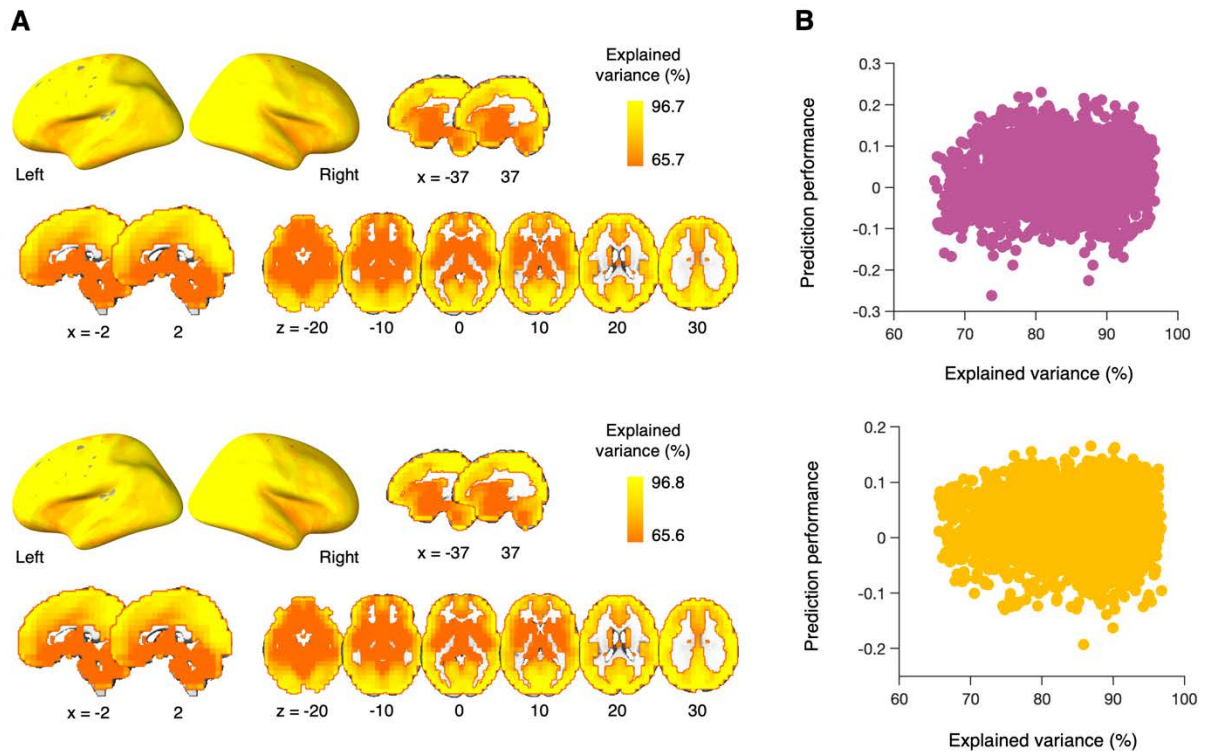 A
Explained
variance (%)
96.7
65.7
Left
Right
x = -37
37
x = -2
2
z = -20
-10
0
10
20
30
Explained
variance (%)
96.8
65.6
Left
Right
x = -37
37
x = -2
2
z = -20
-10
0
10
20
30
B
Prediction performance
0.3
0.2
0.1
0
-0.1
-0.2
-0.3
60
70
80
90
100
Explained variance (%)
Prediction performance
0.2
0.1
0
-0.1
-0.2
60
70
80
90
100
Explained variance (%)